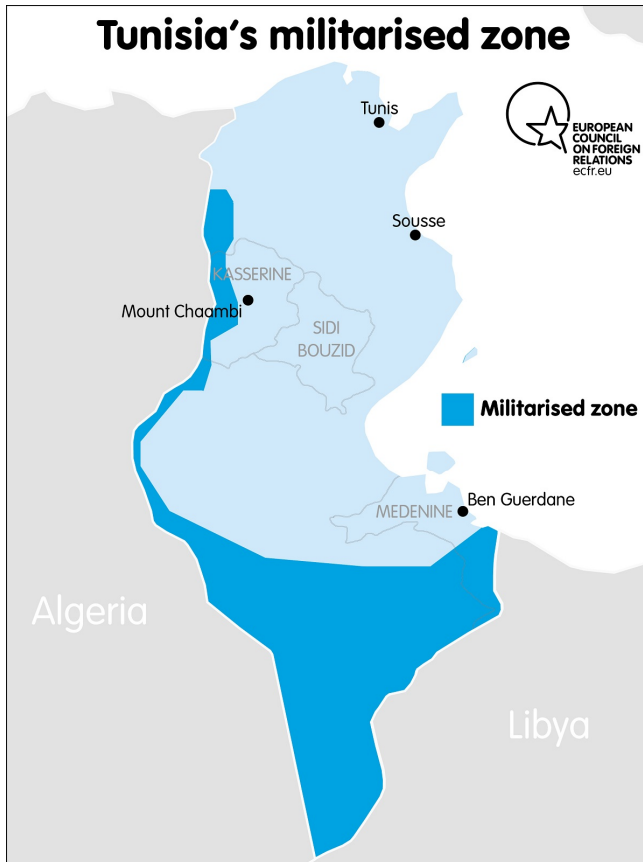 Tunisia's militarised zone
EUROPEAN
COUNCIL
ON FOREIGN
RELATIONS
ecfr.eu
Tunis
Sousse
KASSERINE
Mount Chaambi
SIDI
BOUZID
Militarised zone
Ben Guerdane
MEDENINE
Algeria
Libya